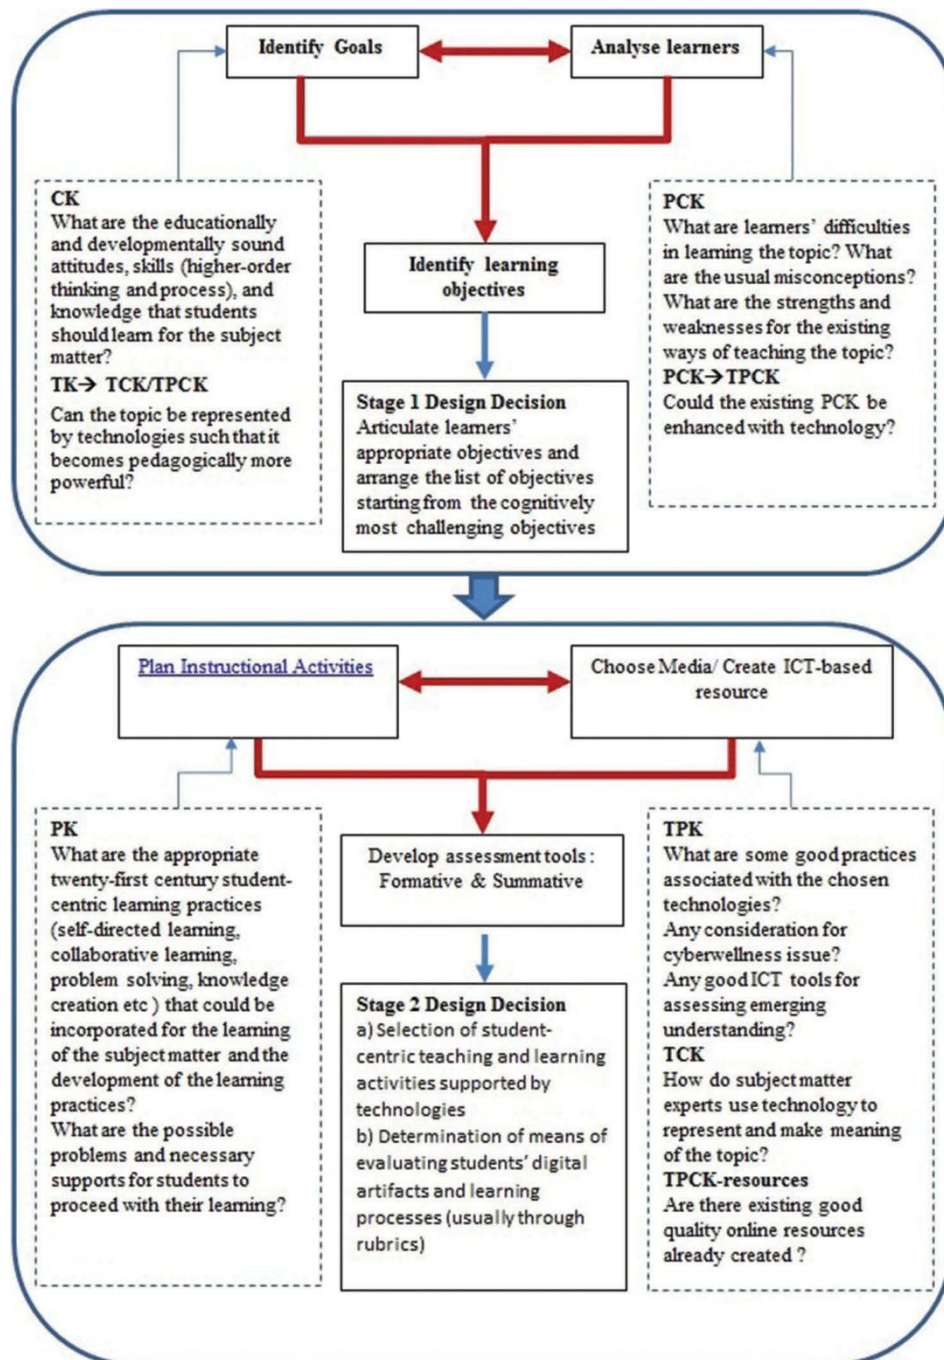 Identify Goals
Analyse learners
CK
What are the educationally
and developmentally sound
attitudes, skills (higher-order
thinking and process), and
knowledge that students
should learn for the subject
matter?
TK→ TCK/TPCK
Can the topic be represented
by technologies such that it
becomes pedagogically more
powerful?
Identify learning
objectives
Stage 1 Design Decision
Articulate learners'
appropriate objectives and
arrange the list of objectives
starting from the cognitively
most challenging objectives
PCK
What are learners' difficulties
in learning the topic? What
are the usual misconceptions?
What are the strengths and
weaknesses for the existing
ways of teaching the topic?
PCK→TPCK
Could the existing PCK be
enhanced with technology?
Plan Instructional Activities
Choose Media/ Create ICT-based
resource
PK
What are the appropriate
twenty-first century student-
centric learning practices
(self-directed learning,
collaborative learning,
problem solving, knowledge
creation etc ) that could be
incorporated for the learning
of the subject matter and the
development of the learning
practices?
What are the possible
problems and necessary
supports for students to
proceed with their learning?
Develop assessment tools :
Formative & Summative
Stage 2 Design Decision
a) Selection of student-
centric teaching and learning
activities supported by
technologies
b) Determination of means of
evaluating students' digital
artifacts and learning
processes (usually through
rubrics)
TPK
What are some good practices
associated with the chosen
technologies?
Any consideration for
cyberwellness issue?
Any good ICT tools for
assessing emerging
understanding?
TCK
How do subject matter
experts use technology to
represent and make meaning
of the topic?
TPCK-resources
Are there existing good
quality online resources
already created ?